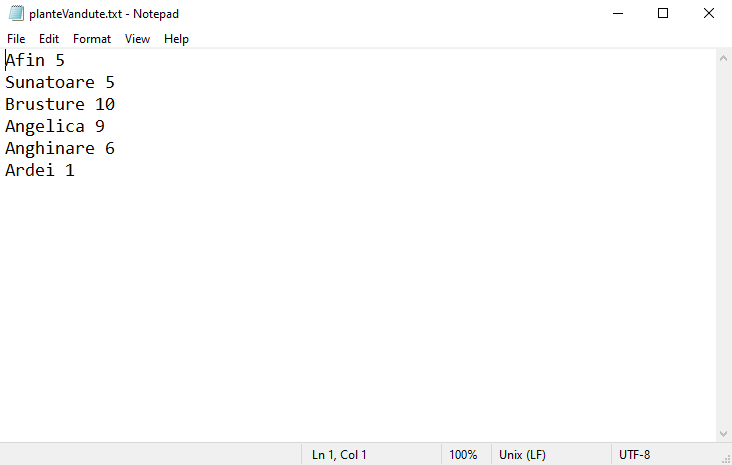 planteVandute.txt - Notepad
File Edit Format View Help
Afin 5
Sunatoare 5
Brusture 10
Angelica 9
Anghinare 6
Ardei 1
Ln 1, Col 1 100% Unix (LF) UTF-8